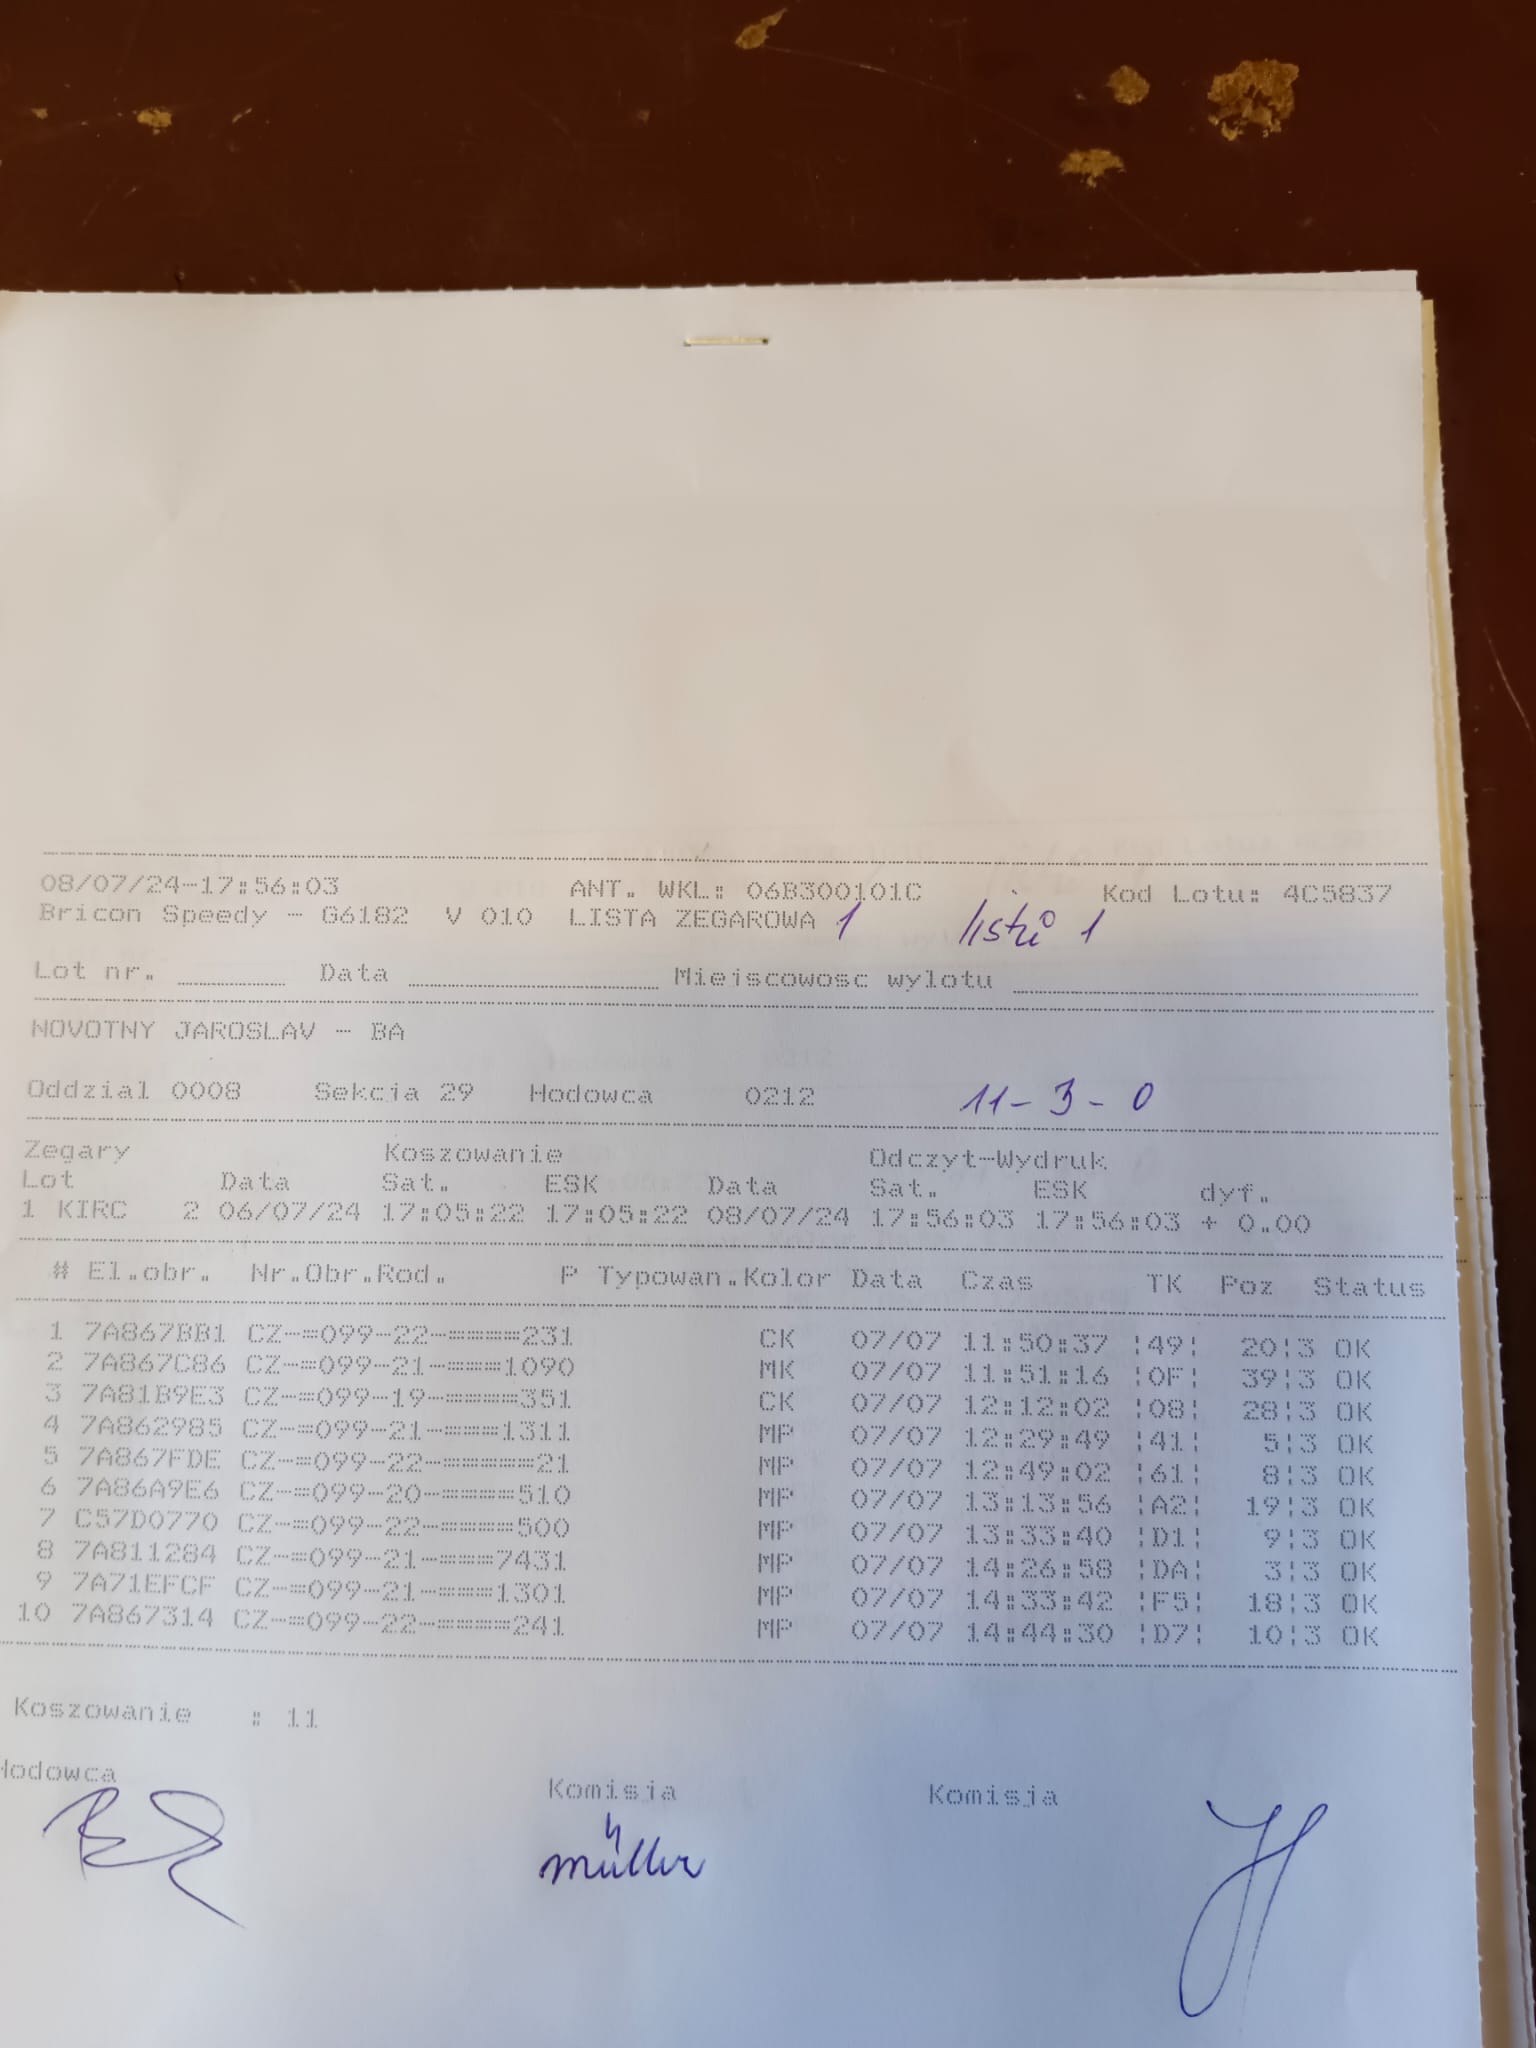 08/07/24-17:56:03 ANT. WKL: 06B300101C Kod Lotu: 4C5837
Bricon Speedy - G6182 V 010 LISTA ZEGAROWA 1 listů 1
Lot nr. Data Miejscowosc wylotu
NOVOTNY JAROSLAV - BA
Oddzial 0008 Sekcja 29 Hodowca 0212 11-3-0
Zegary Koszowanie Odczyt-Wydruk
Lot Data Sat. ESK Data Sat. ESK dyf.
1 KIRC 2 06/07/24 17:05:22 17:05:22 08/07/24 17:56:03 17:56:03 + 0.00
# El.obr. Nr.Obr.Rod. P Typowan.Kolor Data Czas TK Poz Status
1 7A867BB1 CZ-=099-22-====231 CK 07/07 11:50:37 ¦49¦ 20¦3 OK
2 7A867C86 CZ-=099-21-===1090 MK 07/07 11:51:16 ¦0F¦ 39¦3 OK
3 7A81B9E3 CZ-=099-19-====351 CK 07/07 12:12:02 ¦08¦ 28¦3 OK
4 7A862985 CZ-=099-21-===1311 MP 07/07 12:29:49 ¦41¦ 5¦3 OK
5 7A867FDE CZ-=099-22-=====21 MP 07/07 12:49:02 ¦61¦ 8¦3 OK
6 7A86A9E6 CZ-=099-20-====510 MP 07/07 13:13:56 ¦A2¦ 19¦3 OK
7 C57D0770 CZ-=099-22-====500 MP 07/07 13:33:40 ¦D1¦ 9¦3 OK
8 7A811284 CZ-=099-21-===7431 MP 07/07 14:26:58 ¦DA¦ 3¦3 OK
9 7A71EFCF CZ-=099-21-===1301 MP 07/07 14:33:42 ¦F5¦ 18¦3 OK
10 7A867314 CZ-=099-22-====241 MP 07/07 14:44:30 ¦D7¦ 10¦3 OK
Koszowanie : 11
Hodowca Komisja Komisja
müller